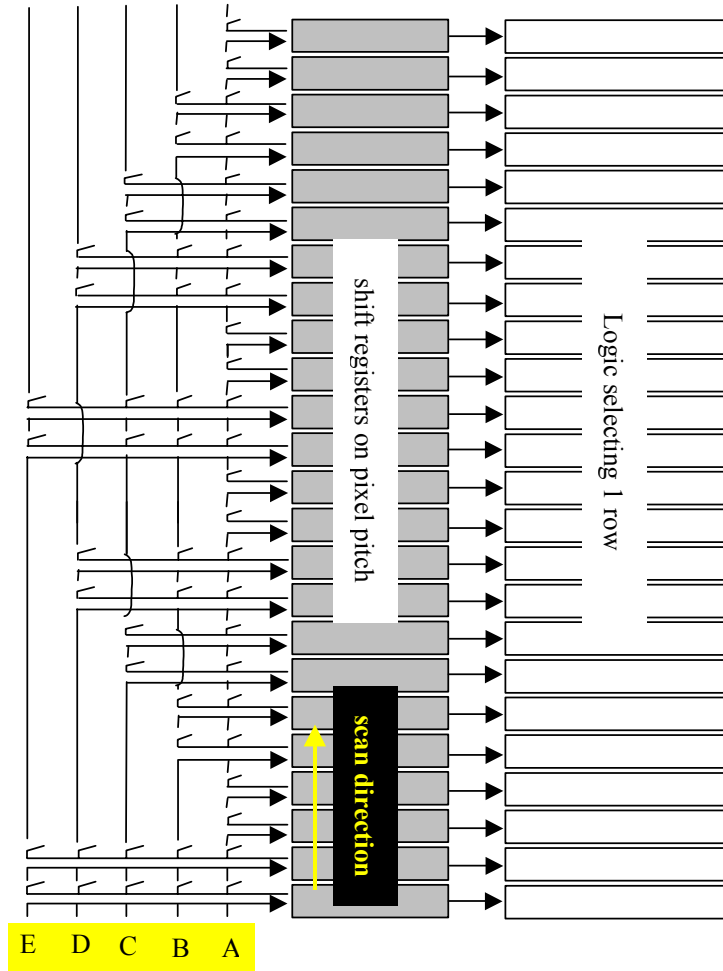 shift registers on pixel pitch
Logic selecting 1 row
scan direction
E D C B A